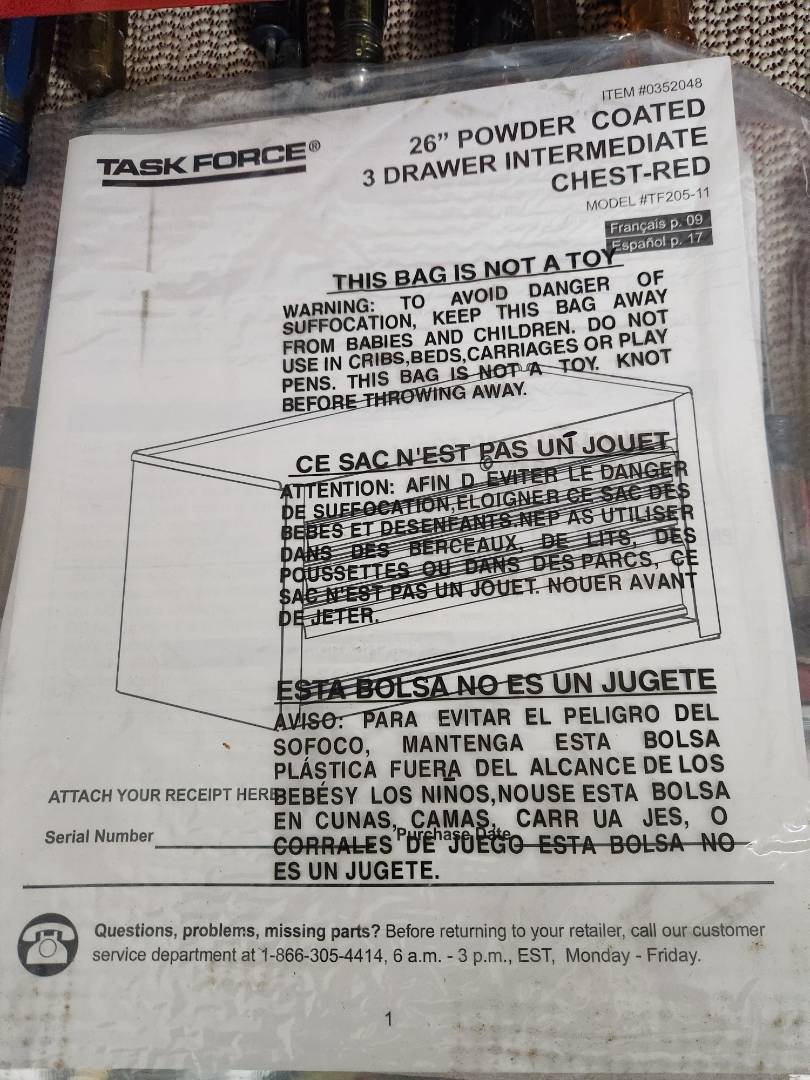 ITEM #0352048
TASK FORCE®
26” POWDER COATED
3 DRAWER INTERMEDIATE
CHEST-RED
MODEL #TF205-11
Français p. 09
Español p. 17
THIS BAG IS NOT A TOY
WARNING: TO AVOID DANGER OF
SUFFOCATION, KEEP THIS BAG AWAY
FROM BABIES AND CHILDREN. DO NOT
USE IN CRIBS,BEDS,CARRIAGES OR PLAY
PENS. THIS BAG IS NOT A TOY. KNOT
BEFORE THROWING AWAY.
CE SAC N'EST PAS UN JOUET
ATTENTION: AFIN D EVITER LE DANGER
DE SUFFOCATION,ELOIGNER CE SAC DES
BEBES ET DESENFANTS.NEP AS UTILISER
DANS DES BERCEAUX, DE LITS, DES
POUSSETTES OU DANS DES PARCS, CE
SAC N'EST PAS UN JOUET. NOUER AVANT
DE JETER.
ESTA BOLSA NO ES UN JUGETE
AVISO: PARA EVITAR EL PELIGRO DEL
SOFOCO, MANTENGA ESTA BOLSA
PLÁSTICA FUERA DEL ALCANCE DE LOS
BEBÉSY LOS NIÑOS,NOUSE ESTA BOLSA
EN CUNAS, CAMAS, CARR UA JES, O
CORRALES DE JUEGO ESTA BOLSA NO
ES UN JUGETE.
ATTACH YOUR RECEIPT HERE
Serial Number Purchase Date
Questions, problems, missing parts? Before returning to your retailer, call our customer
service department at 1-866-305-4414, 6 a.m. - 3 p.m., EST, Monday - Friday.
1